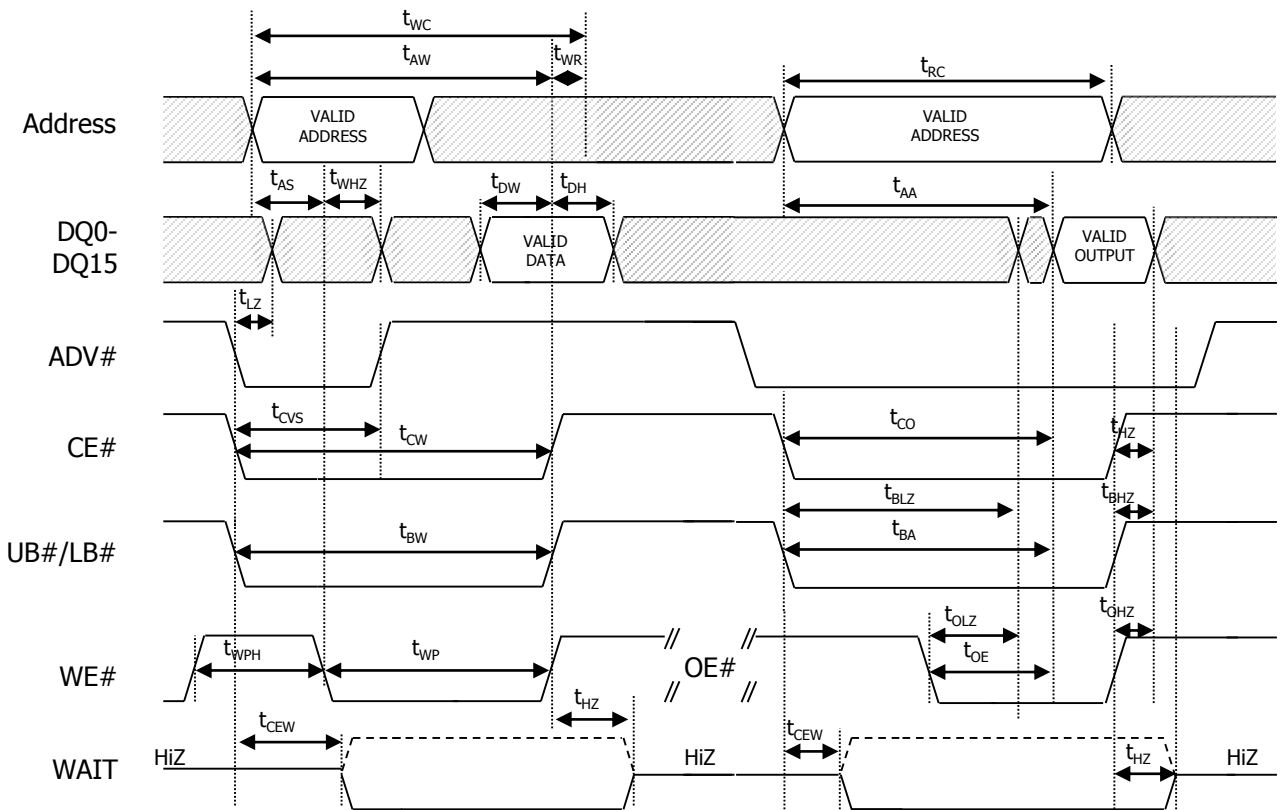 tWC
tAW
tWR
tRC
Address
VALID
ADDRESS
VALID
ADDRESS
tAS
tWHZ
tDW
tDH
tAA
DQ0-
DQ15
VALID
DATA
VALID
OUTPUT
tLZ
ADV#
tCVS
tCW
tCO
tHZ
CE#
tBLZ
tBHZ
UB#/LB#
tBW
tBA
tOLZ
tOHZ
tWPH
tWP
OE#
tOE
WE#
tHZ
tCEW
tCEW
HiZ
HiZ
tHZ
HiZ
WAIT